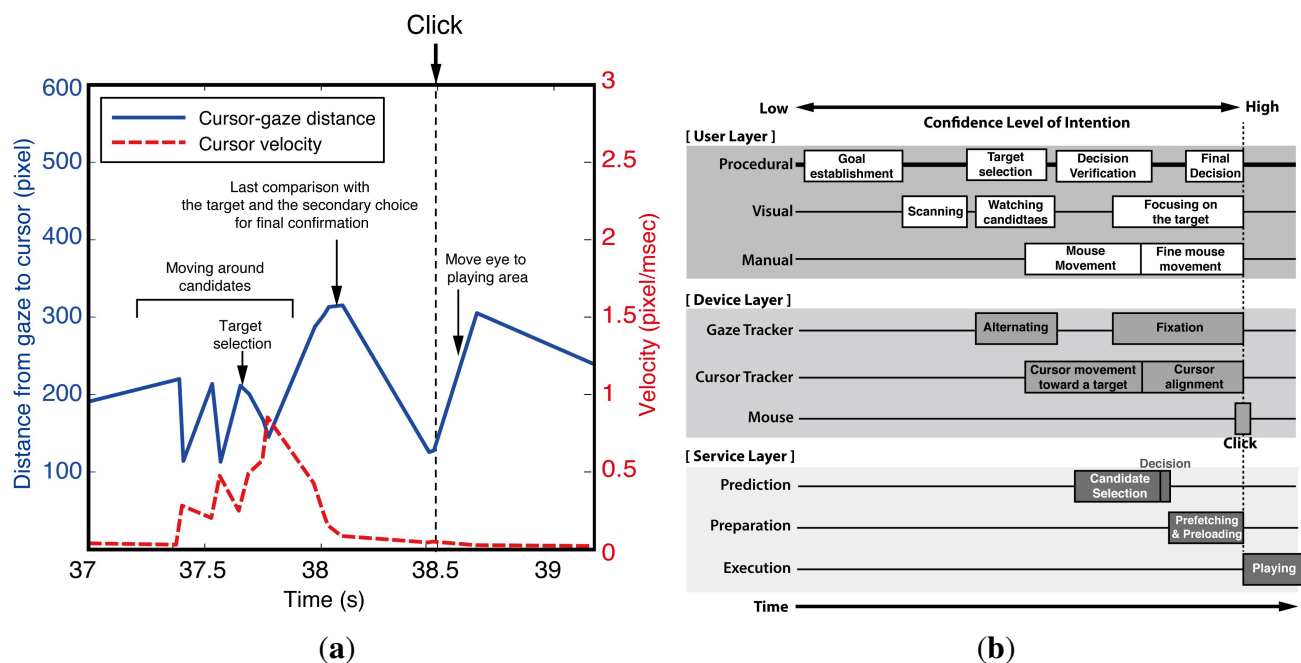 Click
600
500
400
300
200
100
Distance from gaze to cursor (pixel)
Cursor-gaze distance
Cursor velocity
Last comparison with
the target and the secondary choice
for final confirmation
Moving around
candidates
Target
selection
Move eye to
playing area
3
2.5
2
1.5
1
0.5
0
Velocity (pixel/msec)
37
37.5
38
38.5
39
Time (s)
(a)
Low
High
Confidence Level of Intention
[ User Layer ]
Procedural
Goal
establishment
Target
selection
Decision
Verification
Final
Decision
Visual
Scanning
Watching
candidtaes
Focusing on
the target
Manual
Mouse
Movement
Fine mouse
movement
[ Device Layer ]
Gaze Tracker
Alternating
Fixation
Cursor Tracker
Cursor movement
toward a target
Cursor
alignment
Mouse
Click
[ Service Layer ]
Decision
Prediction
Candidate
Selection
Preparation
Prefetching
& Preloading
Execution
Playing
Time
(b)